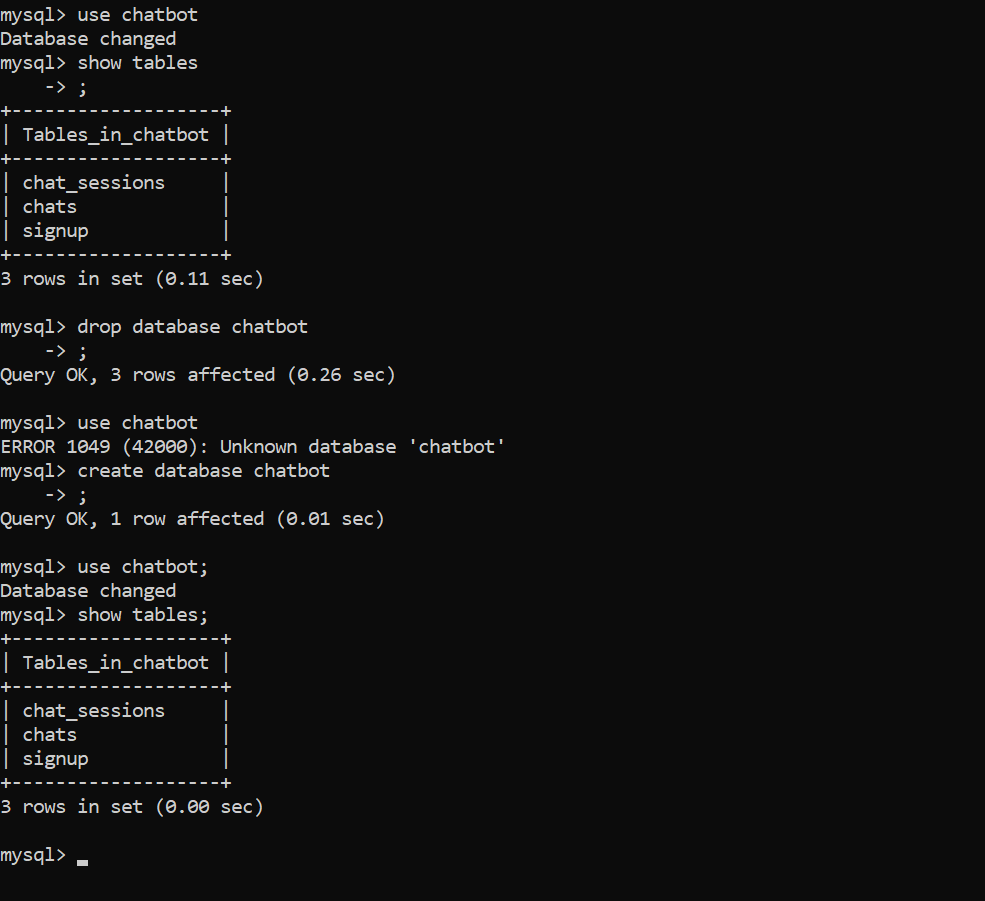 mysql> use chatbot
Database changed
mysql> show tables
    -> ;
+-------------------+
| Tables_in_chatbot |
+-------------------+
| chat_sessions     |
| chats             |
| signup            |
+-------------------+
3 rows in set (0.11 sec)

mysql> drop database chatbot
    -> ;
Query OK, 3 rows affected (0.26 sec)

mysql> use chatbot
ERROR 1049 (42000): Unknown database 'chatbot'
mysql> create database chatbot
    -> ;
Query OK, 1 row affected (0.01 sec)

mysql> use chatbot;
Database changed
mysql> show tables;
+-------------------+
| Tables_in_chatbot |
+-------------------+
| chat_sessions     |
| chats             |
| signup            |
+-------------------+
3 rows in set (0.00 sec)

mysql> _